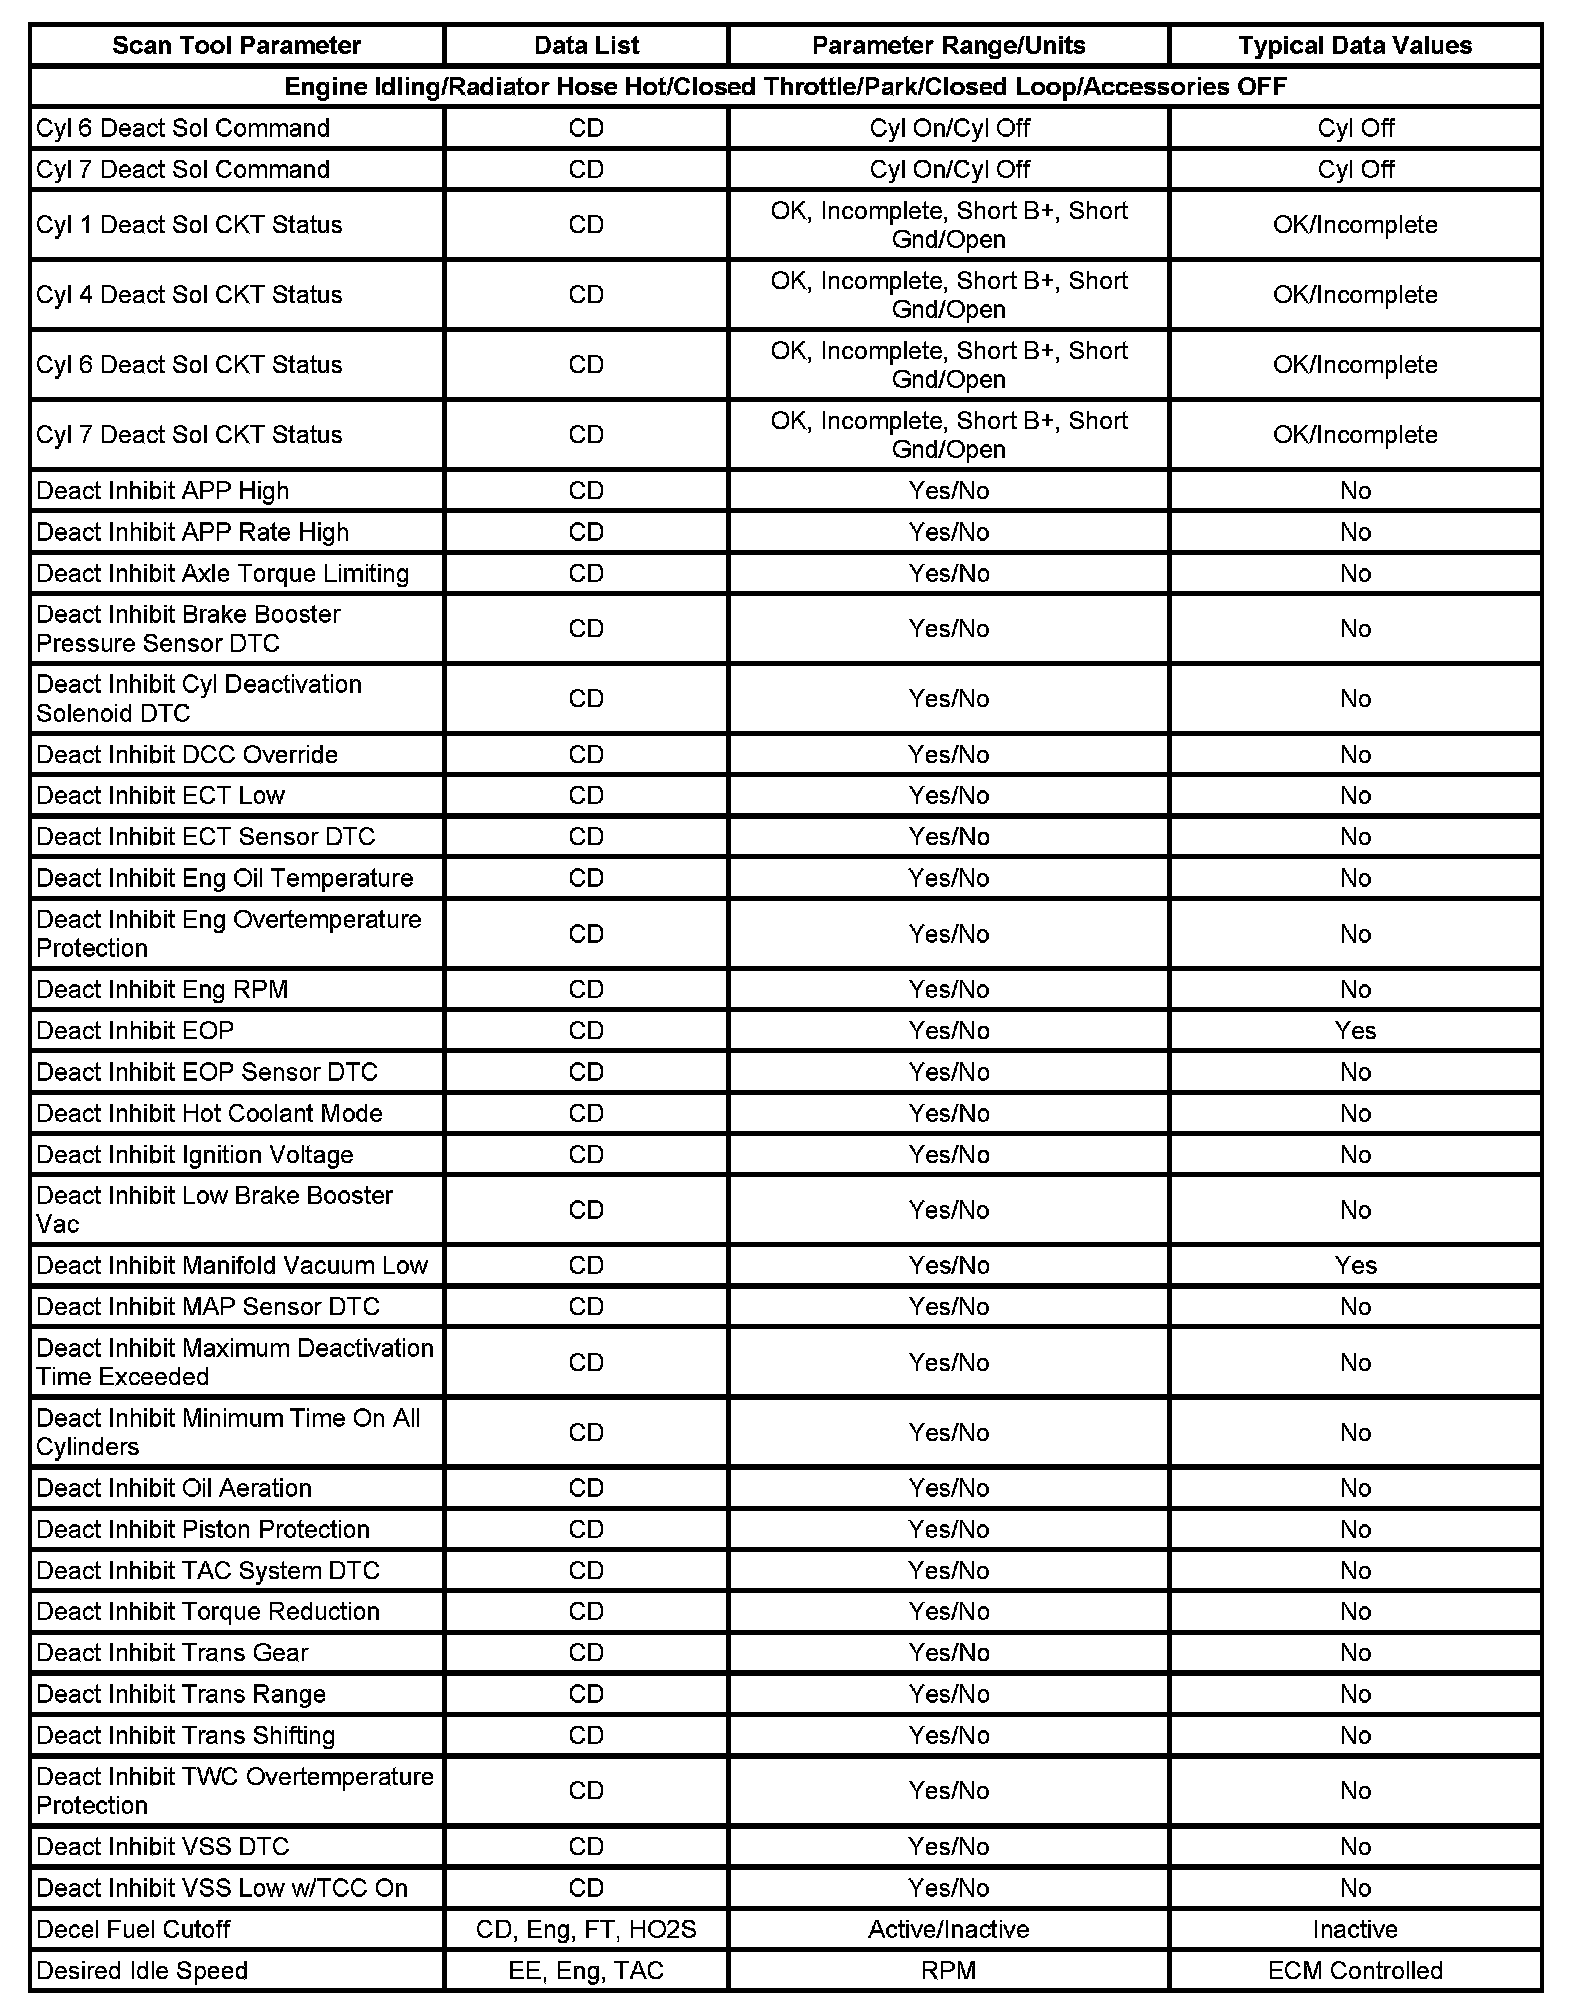 Scan Tool Parameter Data List Parameter Range/Units Typical Data Values
Engine Idling/Radiator Hose Hot/Closed Throttle/Park/Closed Loop/Accessories OFF
Cyl 6 Deact Sol Command CD Cyl On/Cyl Off Cyl Off
Cyl 7 Deact Sol Command CD Cyl On/Cyl Off Cyl Off
Cyl 1 Deact Sol CKT Status CD OK, Incomplete, Short B+, Short
Gnd/Open OK/Incomplete
Cyl 4 Deact Sol CKT Status CD OK, Incomplete, Short B+, Short
Gnd/Open OK/Incomplete
Cyl 6 Deact Sol CKT Status CD OK, Incomplete, Short B+, Short
Gnd/Open OK/Incomplete
Cyl 7 Deact Sol CKT Status CD OK, Incomplete, Short B+, Short
Gnd/Open OK/Incomplete
Deact Inhibit APP High CD Yes/No No
Deact Inhibit APP Rate High CD Yes/No No
Deact Inhibit Axle Torque Limiting CD Yes/No No
Deact Inhibit Brake Booster
Pressure Sensor DTC CD Yes/No No
Deact Inhibit Cyl Deactivation
Solenoid DTC CD Yes/No No
Deact Inhibit DCC Override CD Yes/No No
Deact Inhibit ECT Low CD Yes/No No
Deact Inhibit ECT Sensor DTC CD Yes/No No
Deact Inhibit Eng Oil Temperature CD Yes/No No
Deact Inhibit Eng Overtemperature
Protection CD Yes/No No
Deact Inhibit Eng RPM CD Yes/No No
Deact Inhibit EOP CD Yes/No Yes
Deact Inhibit EOP Sensor DTC CD Yes/No No
Deact Inhibit Hot Coolant Mode CD Yes/No No
Deact Inhibit Ignition Voltage CD Yes/No No
Deact Inhibit Low Brake Booster
Vac CD Yes/No No
Deact Inhibit Manifold Vacuum Low CD Yes/No Yes
Deact Inhibit MAP Sensor DTC CD Yes/No No
Deact Inhibit Maximum Deactivation
Time Exceeded CD Yes/No No
Deact Inhibit Minimum Time On All
Cylinders CD Yes/No No
Deact Inhibit Oil Aeration CD Yes/No No
Deact Inhibit Piston Protection CD Yes/No No
Deact Inhibit TAC System DTC CD Yes/No No
Deact Inhibit Torque Reduction CD Yes/No No
Deact Inhibit Trans Gear CD Yes/No No
Deact Inhibit Trans Range CD Yes/No No
Deact Inhibit Trans Shifting CD Yes/No No
Deact Inhibit TWC Overtemperature
Protection CD Yes/No No
Deact Inhibit VSS DTC CD Yes/No No
Deact Inhibit VSS Low w/TCC On CD Yes/No No
Decel Fuel Cutoff CD, Eng, FT, HO2S Active/Inactive Inactive
Desired Idle Speed EE, Eng, TAC RPM ECM Controlled